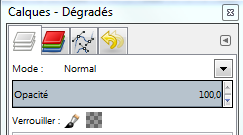 Calques - Dégradés
Mode : Normal
Opacité 100,0
Verrouiller :